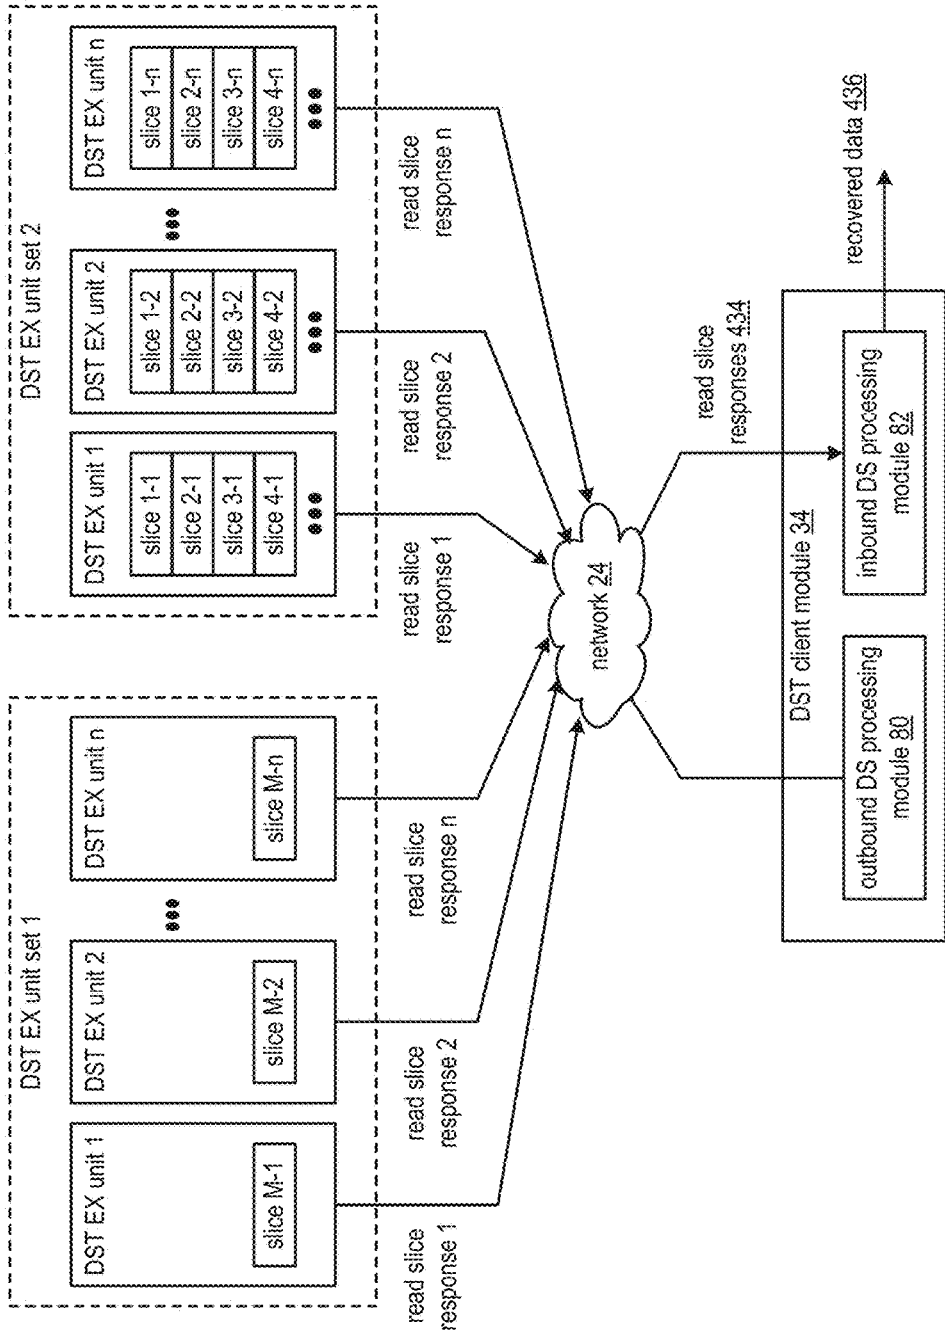 DST EX unit set 1
DST EX unit 1
slice M-1
DST EX unit 2
slice M-2
DST EX unit n
slice M-n
read slice
response 1
read slice
response 2
read slice
response n
DST EX unit set 2
DST EX unit 1
slice 1-1
slice 2-1
slice 3-1
slice 4-1
DST EX unit 2
slice 1-2
slice 2-2
slice 3-2
slice 4-2
DST EX unit n
slice 1-n
slice 2-n
slice 3-n
slice 4-n
read slice
response 1
read slice
response 2
read slice
response n
network 24
read slice
responses 434
DST client module 34
outbound DS processing
module 80
inbound DS processing
module 82
recovered data 436